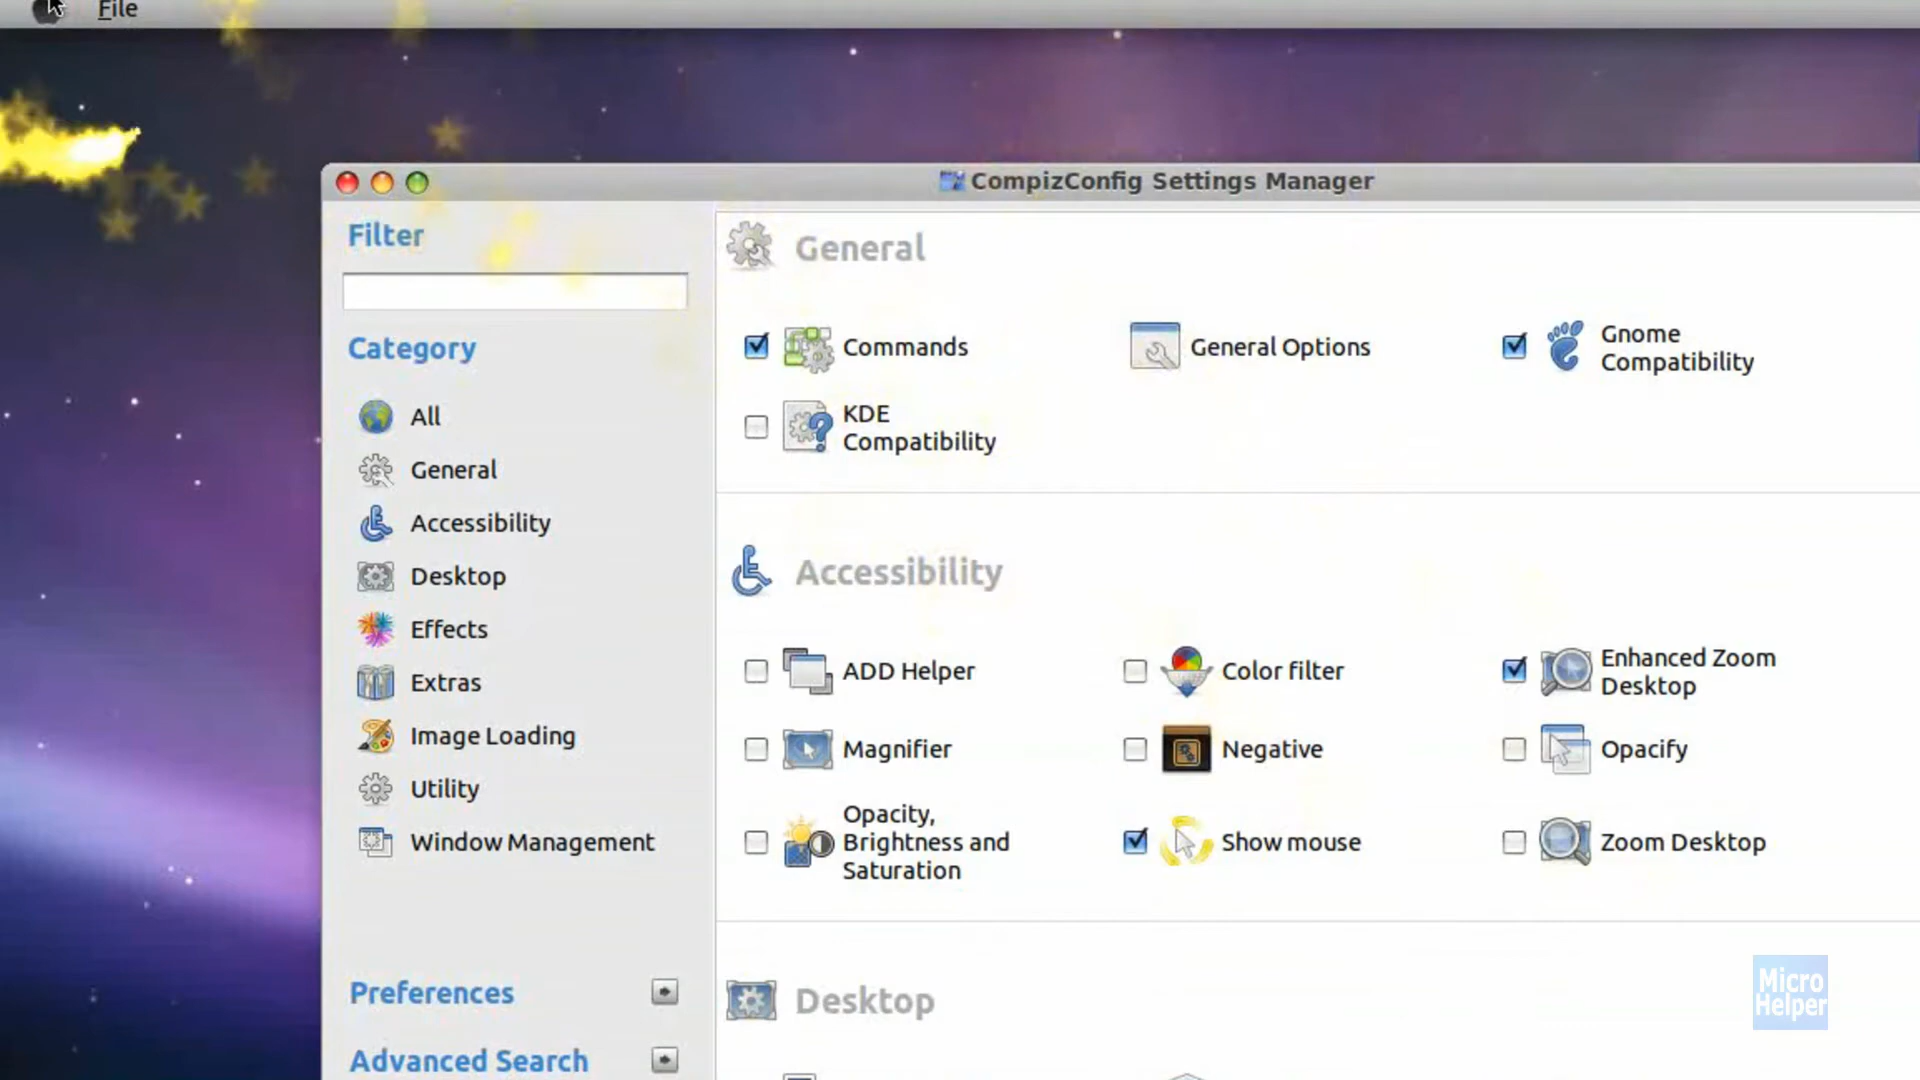 File
CompizConfig Settings Manager
Filter
Category
All
General
Accessibility
Desktop
Effects
Extras
Image Loading
Utility
Window Management
Preferences
Advanced Search
General
Commands
General Options
Gnome
Compatibility
KDE
Compatibility
Accessibility
ADD Helper
Color filter
Enhanced Zoom
Desktop
Magnifier
Negative
Opacify
Opacity,
Brightness and
Saturation
Show mouse
Zoom Desktop
Desktop
Micro
Helper